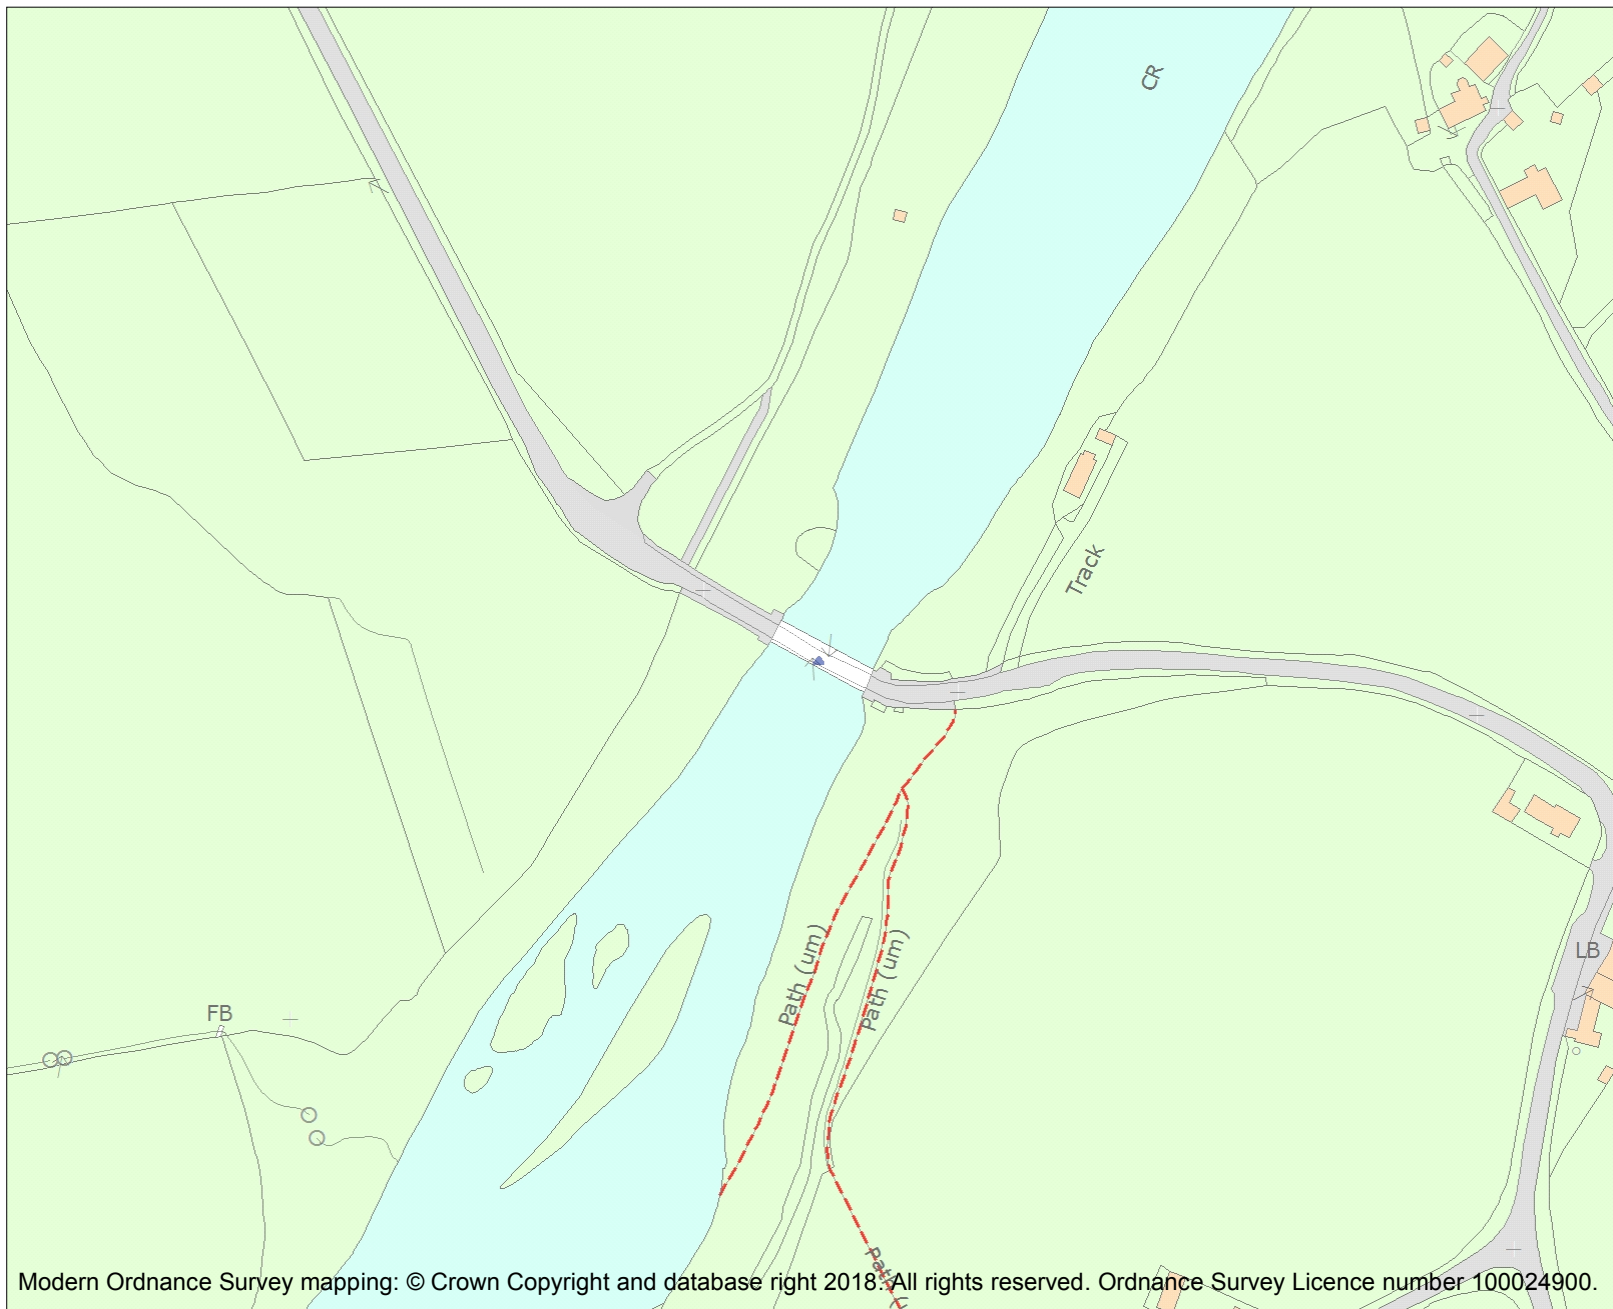 CR
Track
Path (um)
Path (um)
LB
FB
Path (
Modern Ordnance Survey mapping: © Crown Copyright and database right 2018. All rights reserved. Ordnance Survey Licence number 100024900.